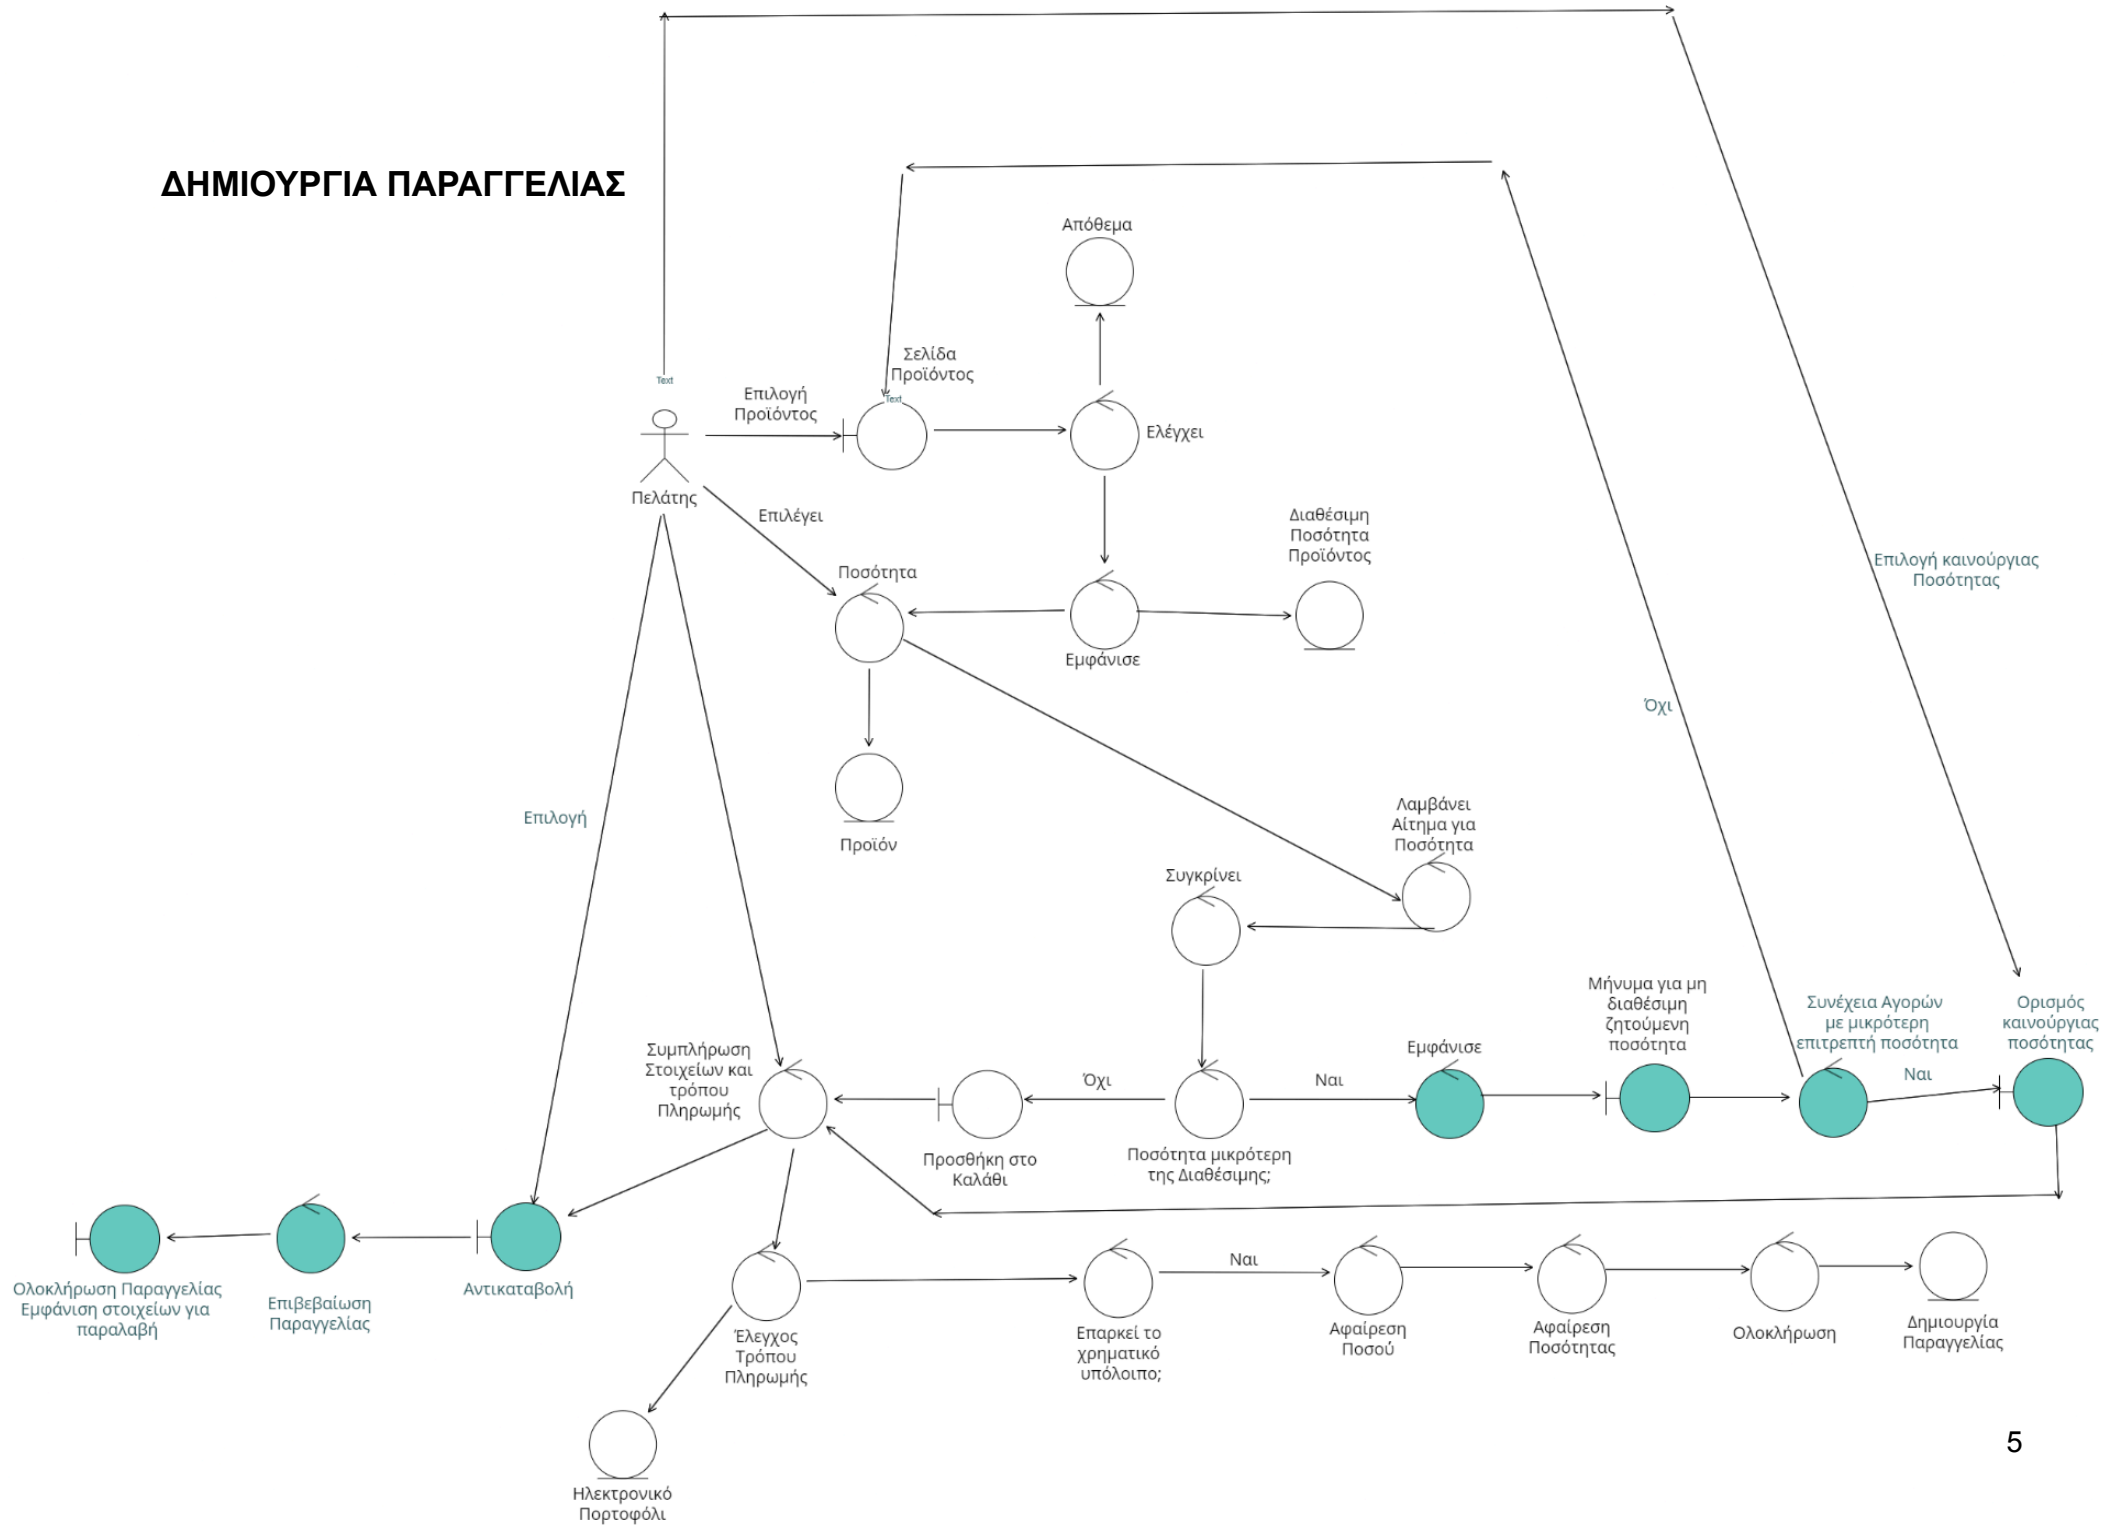 ΔΗΜΙΟΥΡΓΙΑ ΠΑΡΑΓΓΕΛΙΑΣ
Απόθεμα
Σελίδα
Προϊόντος
Text
Text
Επιλογή
Προϊόντος
Ελέγχει
Πελάτης
Επιλέγει
Διαθέσιμη
Ποσότητα
Προϊόντος
Επιλογή καινούργιας
Ποσότητας
Ποσότητα
Εμφάνισε
Όχι
Προϊόν
Επιλογή
Λαμβάνει
Αίτημα για
Ποσότητα
Συγκρίνει
Μήνυμα για μη
διαθέσιμη
ζητούμενη
ποσότητα
Συνέχεια Αγορών
με μικρότερη
επιτρεπτή ποσότητα
Ορισμός
καινούργιας
ποσότητας
Συμπλήρωση
Στοιχείων και
τρόπου
Πληρωμής
Όχι
Ναι
Εμφάνισε
Ναι
Προσθήκη στο
Καλάθι
Ποσότητα μικρότερη
της Διαθέσιμης;
Ολοκλήρωση Παραγγελίας
Εμφάνιση στοιχείων για
παραλαβή
Επιβεβαίωση
Παραγγελίας
Αντικαταβολή
Έλεγχος
Τρόπου
Πληρωμής
Επαρκεί το
χρηματικό
υπόλοιπο;
Ναι
Αφαίρεση
Ποσού
Αφαίρεση
Ποσότητας
Ολοκλήρωση
Δημιουργία
Παραγγελίας
Ηλεκτρονικό
Πορτοφόλι
5